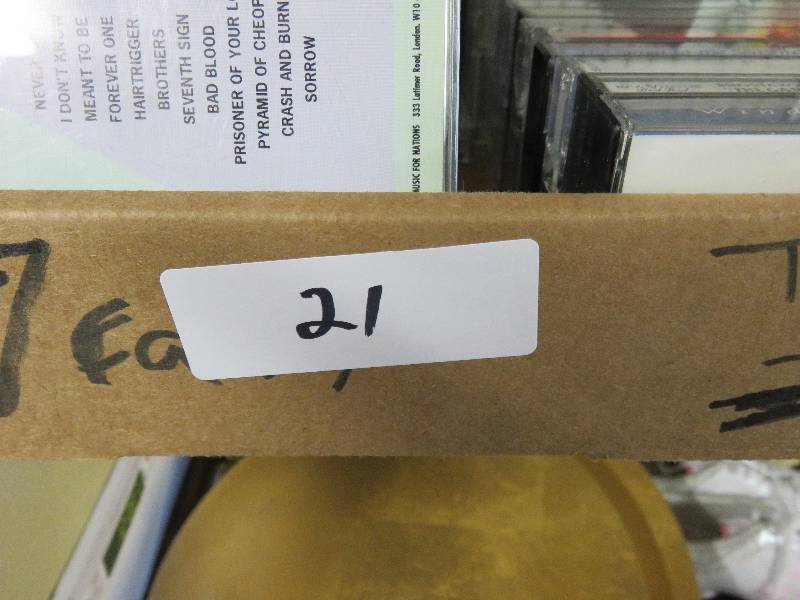 NEVER
I DON'T KNOW
MEANT TO BE
FOREVER ONE
HAIRTRIGGER
BROTHERS
SEVENTH SIGN
BAD BLOOD
PRISONER OF YOUR L
PYRAMID OF CHEOP
CRASH AND BURN
SORROW
MUSIC FOR NATIONS 333 Latimer Road, London. W10
21